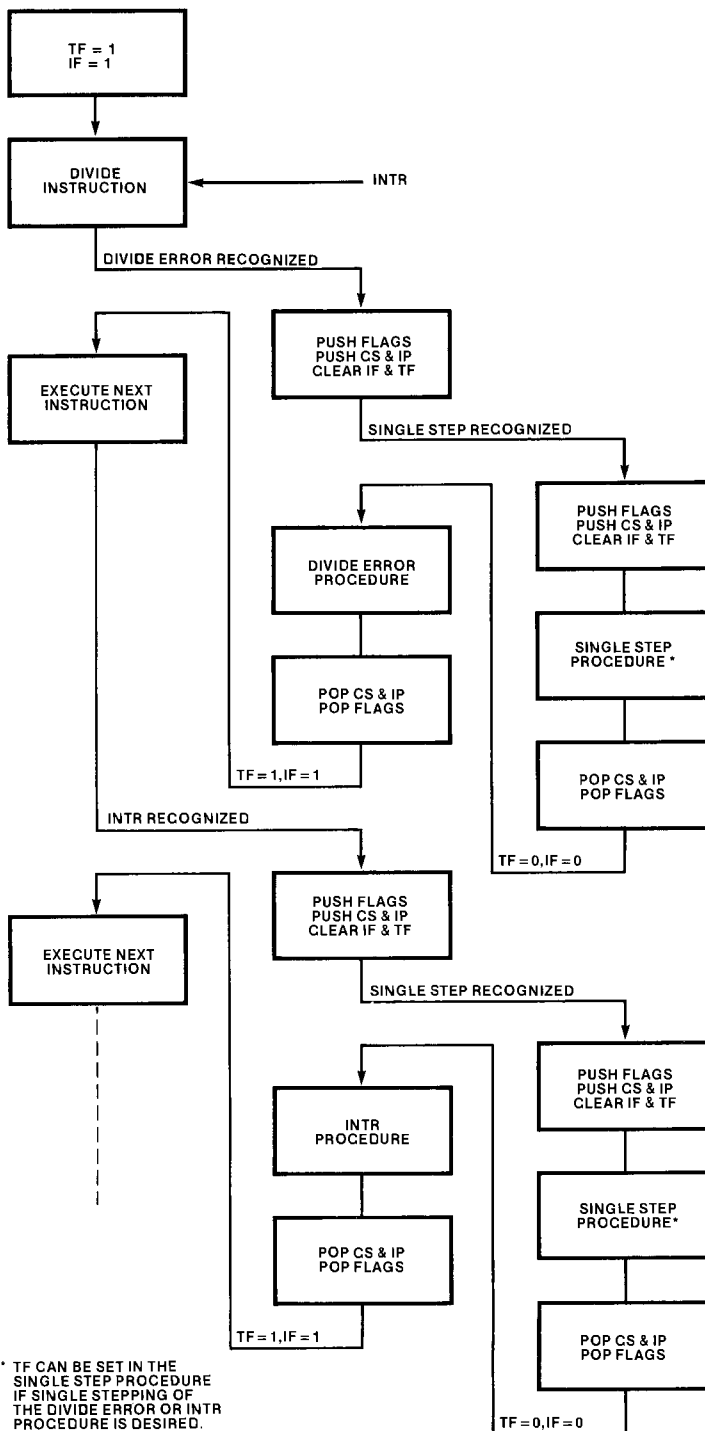 TF = 1
IF = 1
DIVIDE
INSTRUCTION
INTR
DIVIDE ERROR RECOGNIZED
PUSH FLAGS
PUSH CS & IP
CLEAR IF & TF
EXECUTE NEXT
INSTRUCTION
SINGLE STEP RECOGNIZED
PUSH FLAGS
PUSH CS & IP
CLEAR IF & TF
DIVIDE ERROR
PROCEDURE
SINGLE STEP
PROCEDURE *
POP CS & IP
POP FLAGS
TF = 1, IF = 1
POP CS & IP
POP FLAGS
INTR RECOGNIZED
TF = 0, IF = 0
PUSH FLAGS
PUSH CS & IP
CLEAR IF & TF
EXECUTE NEXT
INSTRUCTION
SINGLE STEP RECOGNIZED
PUSH FLAGS
PUSH CS & IP
CLEAR IF & TF
INTR
PROCEDURE
SINGLE STEP
PROCEDURE*
POP CS & IP
POP FLAGS
TF = 1, IF = 1
POP CS & IP
POP FLAGS
* TF CAN BE SET IN THE
SINGLE STEP PROCEDURE
IF SINGLE STEPPING OF
THE DIVIDE ERROR OR INTR
PROCEDURE IS DESIRED.
TF = 0, IF = 0